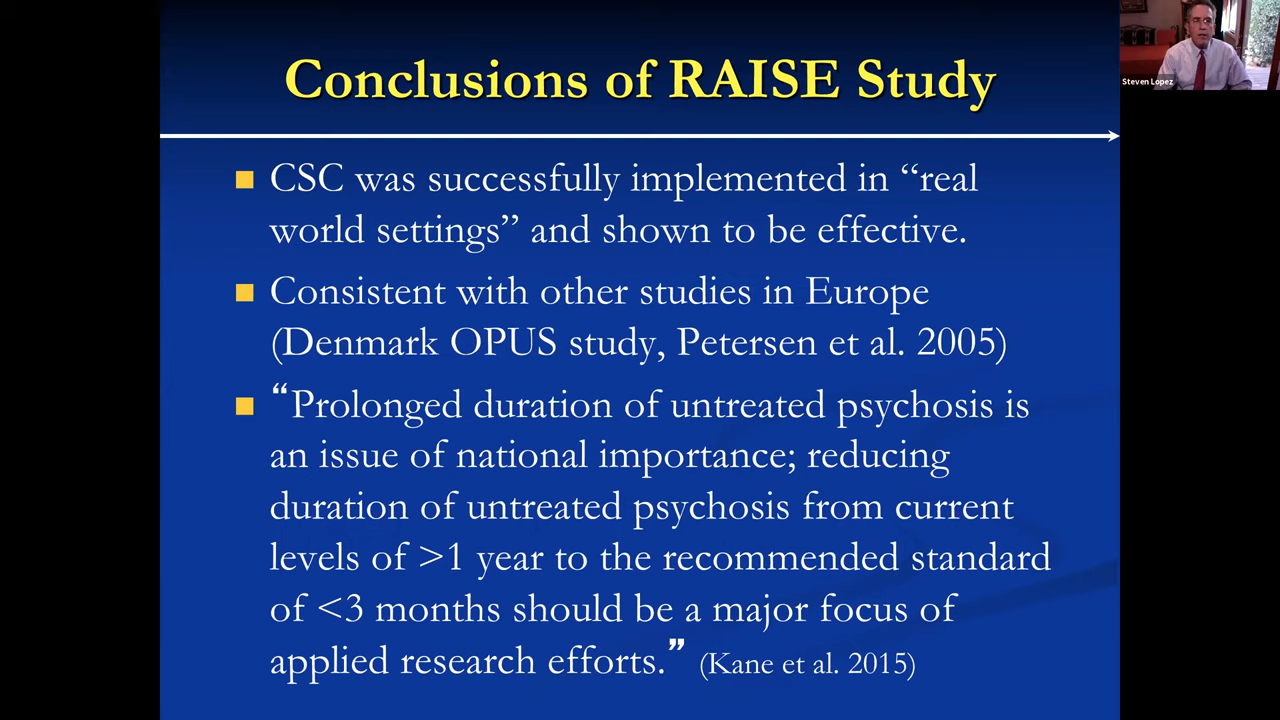 Conclusions of RAISE Study
Steven Lopez
■ CSC was successfully implemented in “real
world settings” and shown to be effective.
■ Consistent with other studies in Europe
(Denmark OPUS study, Petersen et al. 2005)
■ “Prolonged duration of untreated psychosis is
an issue of national importance; reducing
duration of untreated psychosis from current
levels of >1 year to the recommended standard
of <3 months should be a major focus of
applied research efforts.” (Kane et al. 2015)